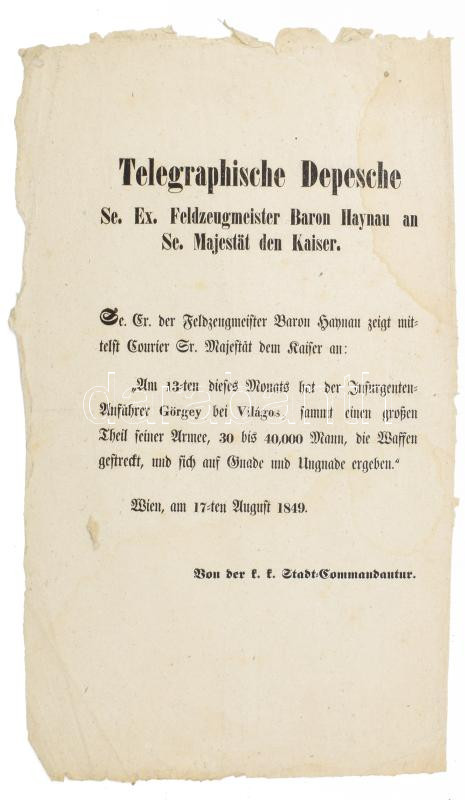 Telegraphische Depesche
Se. Ex. Feldzeugmeister Baron Haynau an
Se. Majestät den Kaiser.
Se. Ex. der Feldzeugmeister Baron Haynau zeigt mit-
telst Courier Sr. Majestät dem Kaiser an:
„Am 13-ten dieses Monats hat der Insurgenten-
Anführer Görgey bei Világos, sammt einen großen
Theil seiner Armee, 30 bis 40,000 Mann, die Waffen
gestreckt, und sich auf Gnade und Ungnade ergeben.“
Wien, am 17-ten August 1849.
Von der k. k. Stadt-Commandantur.
darabanth